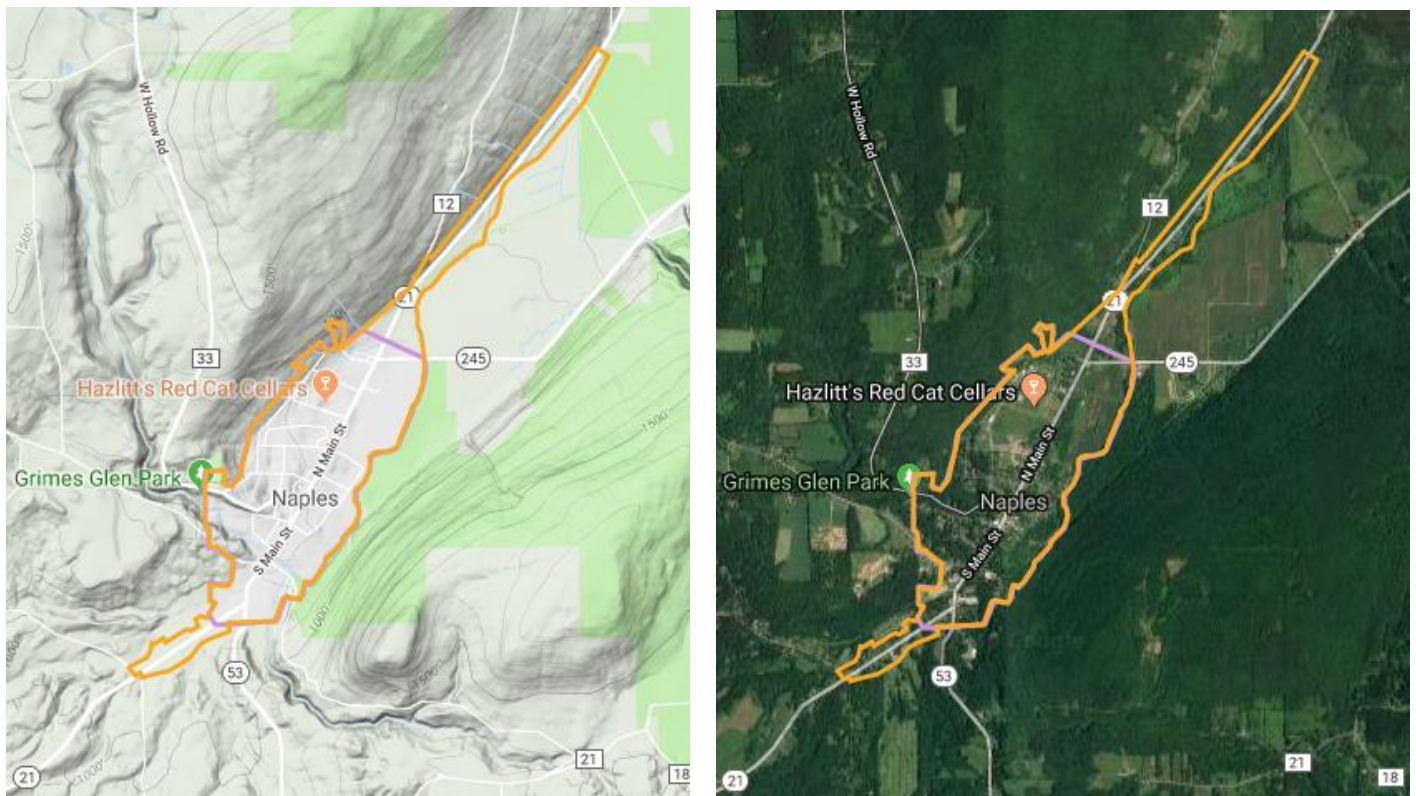 W Hollow Rd
12
1500'
1500'
21
33
245
Hazlitt's Red Cat Cellars
1500'
N Main St
Grimes Glen Park
Naples
S Main St
1000'
53
21
21
18
W Hollow Rd
12
21
33
245
Hazlitt's Red Cat Cellars
N Main St
Grimes Glen Park
Naples
S Main St
53
21
21
18